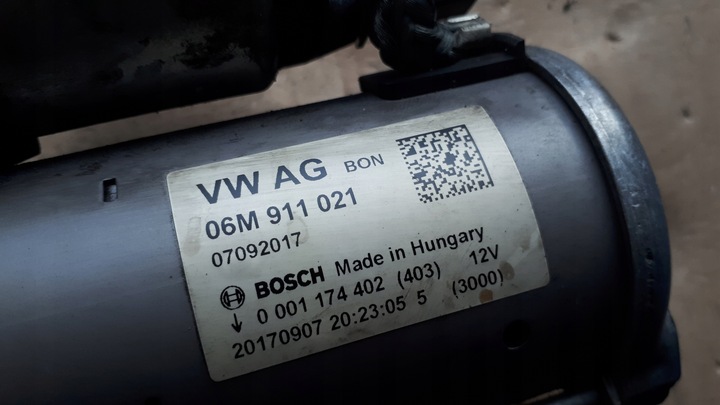 VW AG BON
06M 911 021
07092017
BOSCH Made in Hungary
0 001 174 402 (403) 12V
20170907 20:23:05 5 (3000)